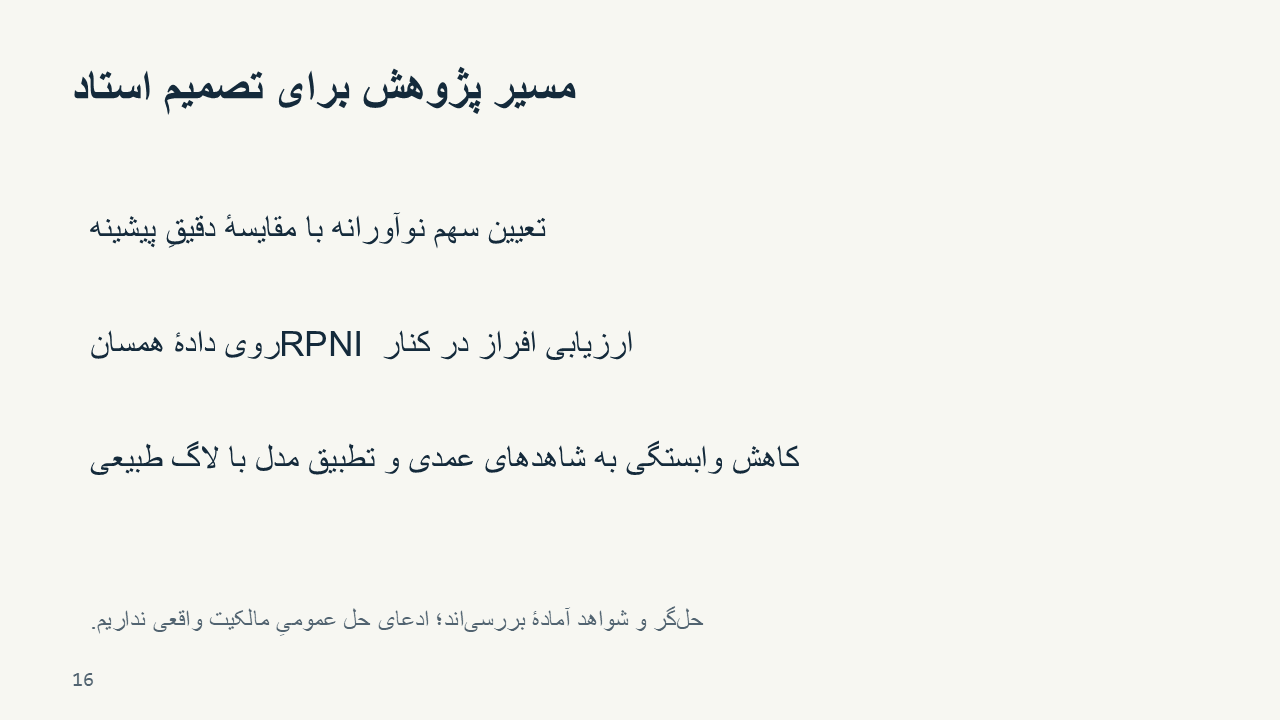 مسیر پژوهش برای تصمیم استاد
تعیین سهم نوآورانه با مقایسهٔ دقیقِ پیشینه
ارزیابی افراز در کنار RPNI روی دادهٔ همسان
کاهش وابستگی به شاهدهای عمدی و تطبیق مدل با لاگ طبیعی
حل‌گر و شواهد آمادهٔ بررسی‌اند؛ ادعای حل عمومیِ مالکیت واقعی نداریم.
16